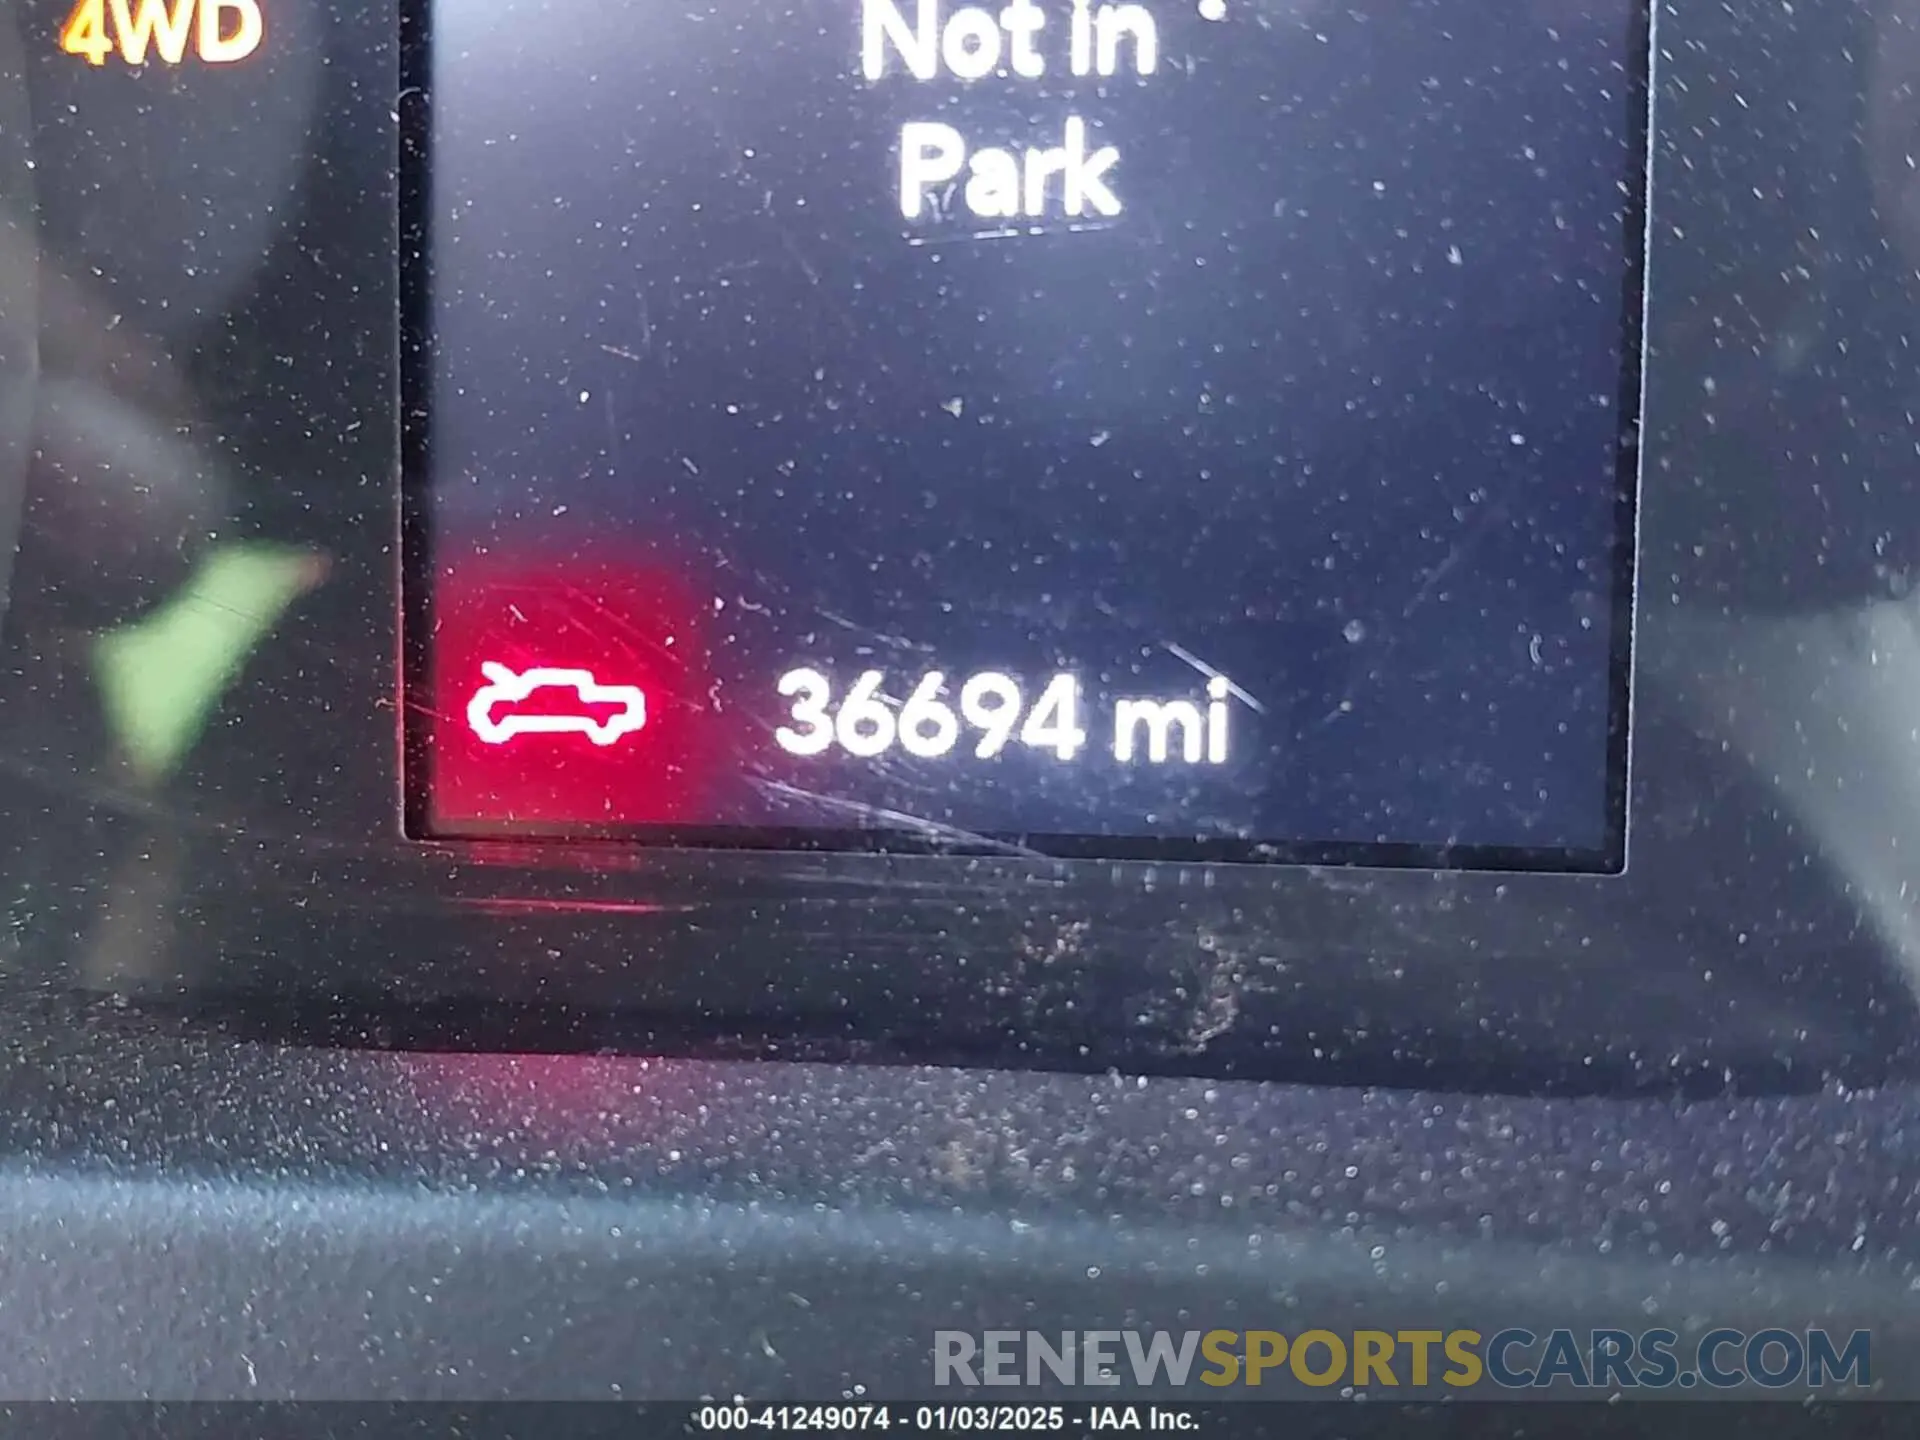 4WD
Not in
Park
36694 mi
RENEWSPORTSCARS.COM
000-41249074 - 01/03/2025 - IAA Inc.